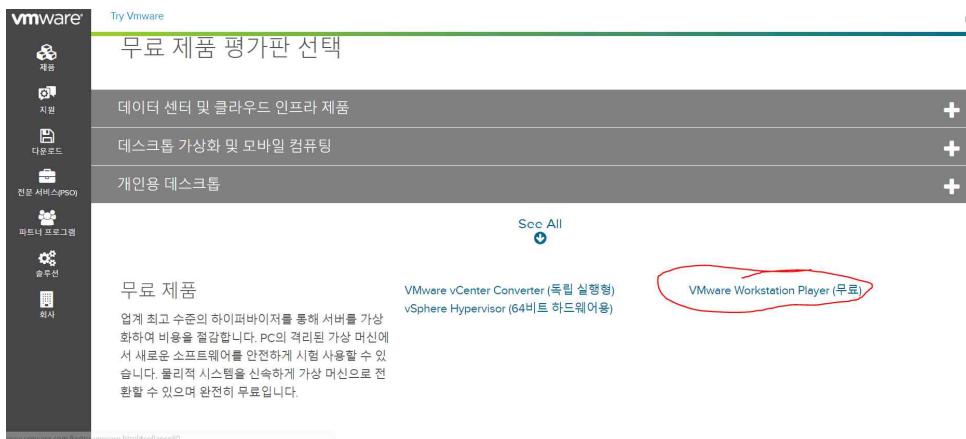 vmware
Try Vmware
제품
지원
다운로드
전문 서비스(PSO)
파트너 프로그램
솔루션
회사
무료 제품 평가판 선택
데이터 센터 및 클라우드 인프라 제품
데스크톱 가상화 및 모바일 컴퓨팅
개인용 데스크톱
See All
무료 제품
업계 최고 수준의 하이퍼바이저를 통해 서버를 가상
화하여 비용을 절감합니다. PC의 격리된 가상 머신에
서 새로운 소프트웨어를 안전하게 시험 사용할 수 있
습니다. 물리적 시스템을 신속하게 가상 머신으로 전
환할 수 있으며 완전히 무료입니다.
VMware vCenter Converter (독립 실행형)
vSphere Hypervisor (64비트 하드웨어용)
VMware Workstation Player (무료)